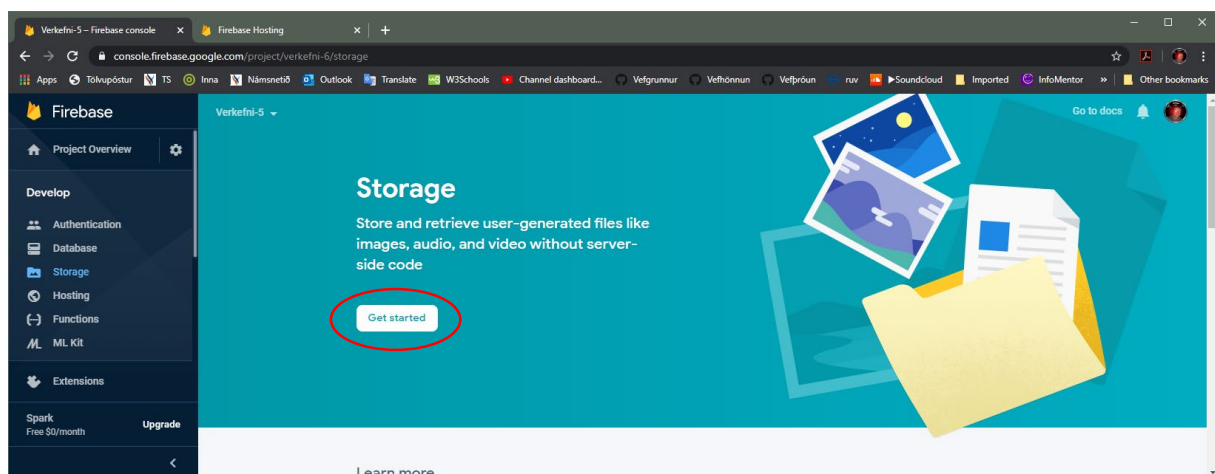 Verkefni-5 – Firebase console
Firebase Hosting
console.firebase.google.com/project/verkefni-6/storage
Apps Tölvupóstur TS Inna Námsnetið Outlook Translate W3Schools Channel dashboard... Vefgrunnur Vefhönnun Vefþróun ruv ►Soundcloud Imported InfoMentor » Other bookmarks
Firebase
Verkefni-5
Go to docs
Project Overview
Develop
Authentication
Database
Storage
Hosting
Functions
ML Kit
Extensions
Spark
Free $0/month
Upgrade
Storage
Store and retrieve user-generated files like
images, audio, and video without server-
side code
Get started
Learn more